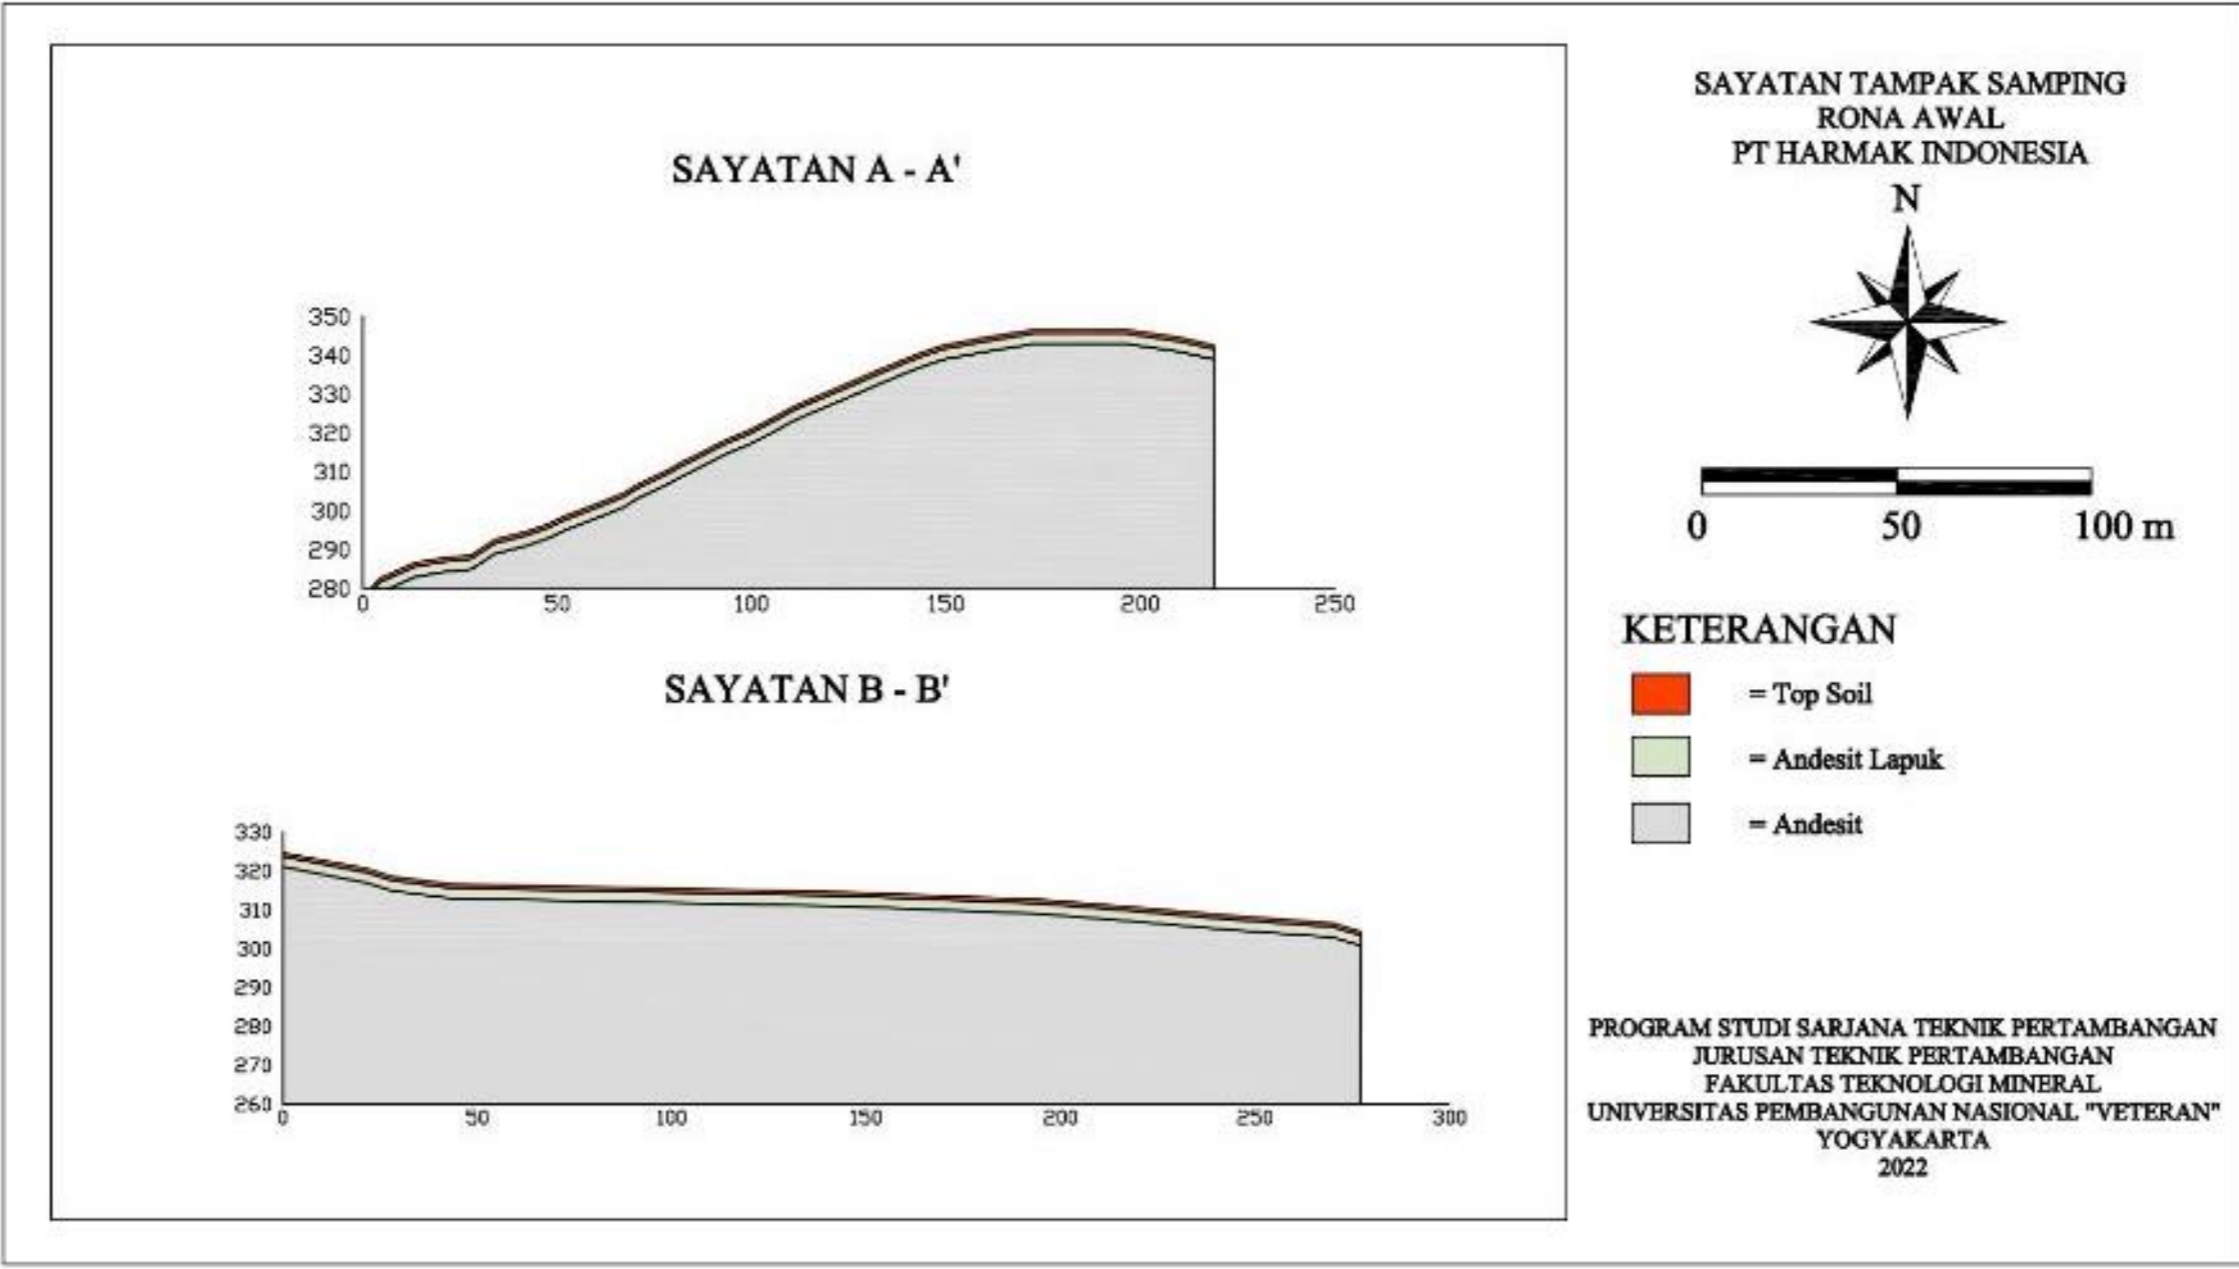 SAYATAN TAMPAK SAMPING
RONA AWAL
PT HARMAK INDONESIA
N
0 50 100 m
KETERANGAN
= Top Soil
= Andesit Lapuk
= Andesit
PROGRAM STUDI SARJANA TEKNIK PERTAMBANGAN
JURUSAN TEKNIK PERTAMBANGAN
FAKULTAS TEKNOLOGI MINERAL
UNIVERSITAS PEMBANGUNAN NASIONAL "VETERAN"
YOGYAKARTA
2022
SAYATAN A - A'
350
340
330
320
310
300
290
280
0 50 100 150 200 250
SAYATAN B - B'
330
320
310
300
290
280
270
260
0 50 100 150 200 250 300